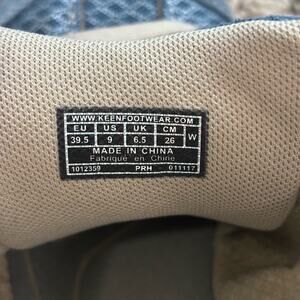 WWW.KEENFOOTWEAR.COM
EU US UK CM W
39.5 9 6.5 26
MADE IN CHINA
Fabriqué en Chine
1012359 PRH 011117